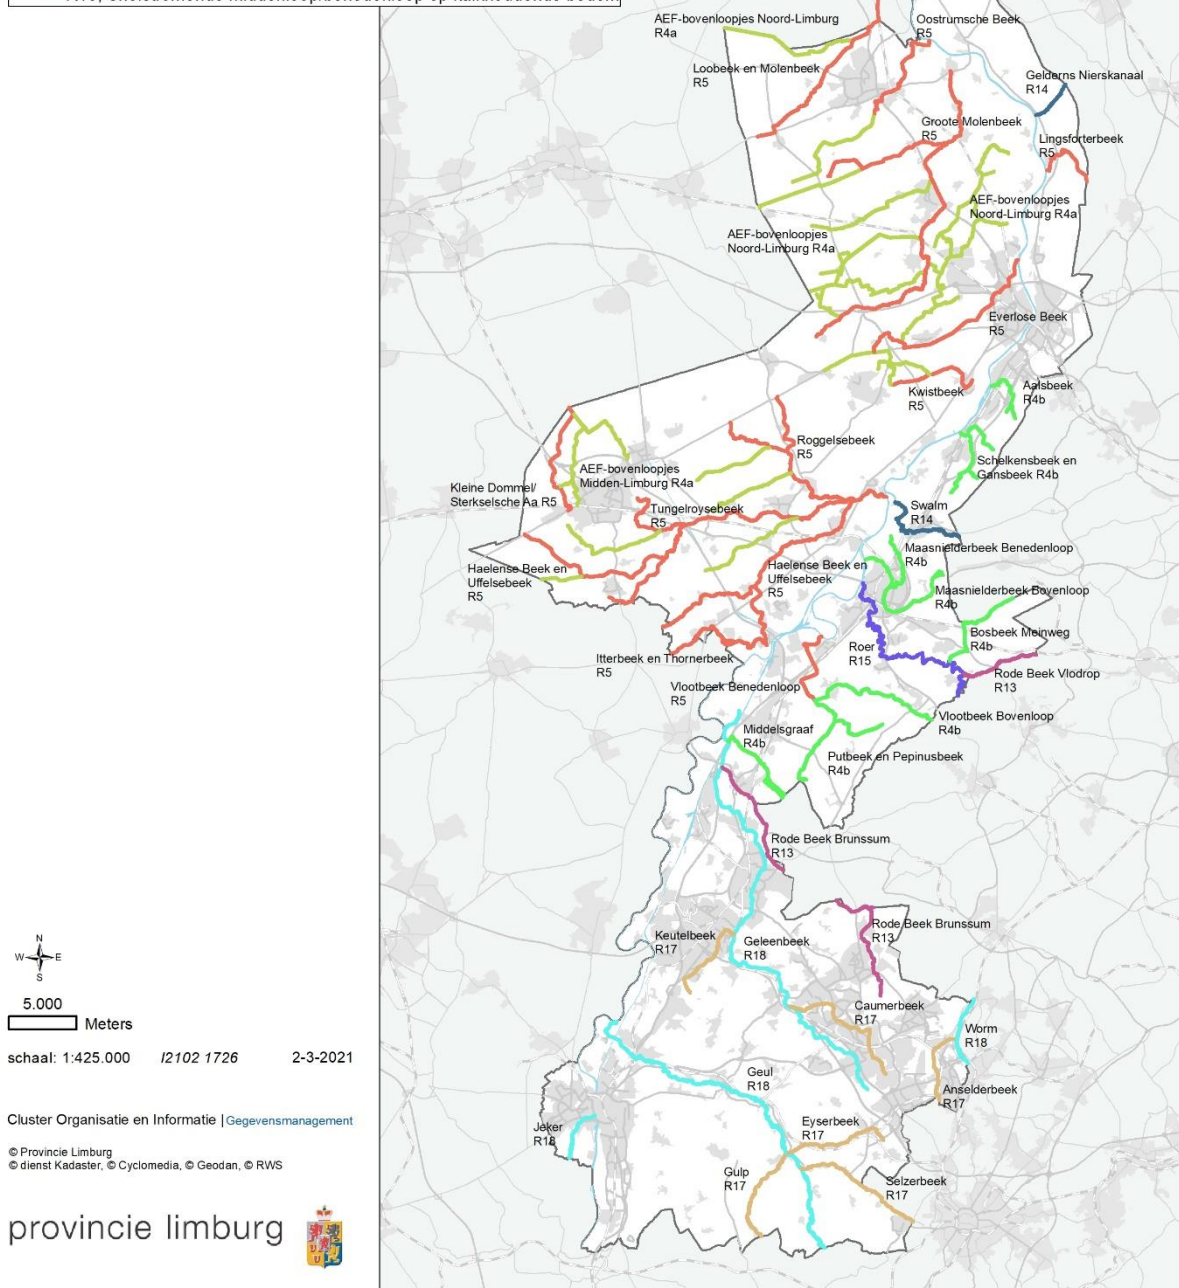 AEF-bovenloopjes Noord-Limburg
R4a
Oostrumsche Beek
R5
Loobeek en Molenbeek
R5
Gelderns Nierskanaal
R14
Groote Molenbeek
R5
Lingsforterbeek
R5
AEF-bovenloopjes
Noord-Limburg R4a
AEF-bovenloopjes
Noord-Limburg R4a
Everlose Beek
R5
Kwistbeek
R5
Aalsbeek
R4b
Roggelsebeek
R5
Schelkensbeek en
Gansbeek R4b
AEF-bovenloopjes
Midden-Limburg R4a
Kleine Dommel/
Sterkselsche Aa R5
Tungelroysebeek
R5
Swalm
R14
Maasnielderbeek Benedenloop
R4b
Haelense Beek en
Uffelsebeek
R5
Haelense Beek en
Uffelsebeek
R5
Maasnielderbeek Bovenloop
R4b
Bosbeek Meinweg
R4b
Roer
R15
Itterbeek en Thornerbeek
R5
Rode Beek Vlodrop
R13
Vlootbeek Benedenloop
R5
Vlootbeek Bovenloop
R4b
Middelsgraaf
R4b
Putbeek en Pepinusbeek
R4b
Rode Beek Brunssum
R13
Rode Beek Brunssum
R13
Keutelbeek
R17
Geleenbeek
R18
Caumerbeek
R17
Worm
R18
Geul
R18
Anselderbeek
R17
Jeker
R18
Eyserbeek
R17
Gulp
R17
Selzerbeek
R17
N
W E
S
5.000
Meters
schaal: 1:425.000 I2102 1726 2-3-2021
Cluster Organisatie en Informatie | Gegevensmanagement
© Provincie Limburg
© dienst Kadaster, © Cyclomedia, © Geodan, © RWS
provincie limburg